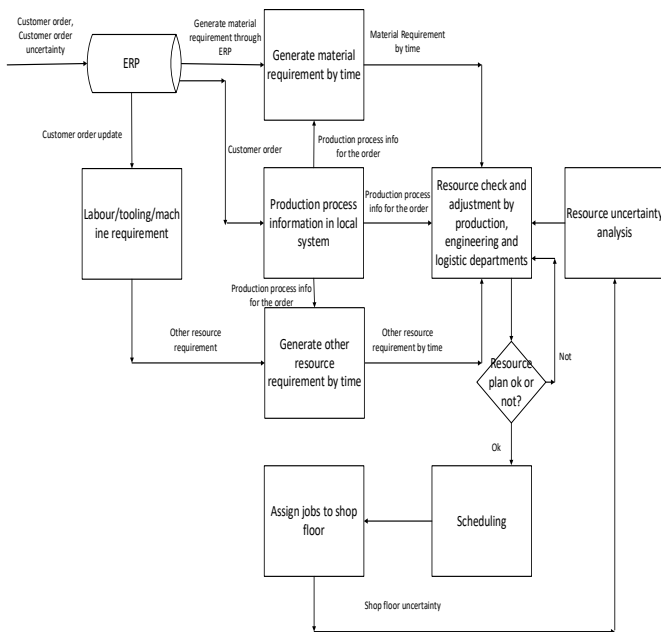 Customer order,
Customer order
uncertainty
ERP
Generate material
requirement through
ERP
Generate material
requirement by time
Material Requirement
by time
Customer order update
Customer order
Production process info
for the order
Labour/tooling/mac
hine requirement
Production process
information in local
system
Production process
info for the order
Resource check and
adjustment by
production,
engineering and
logistic departments
Resource uncertainty
analysis
Production process info
for the order
Other resource
requirement
Generate other
resource
requirement by time
Other resource
requirement by time
Resource
plan ok or
not?
Not
Ok
Assign jobs to shop
floor
Scheduling
Shop floor uncertainty